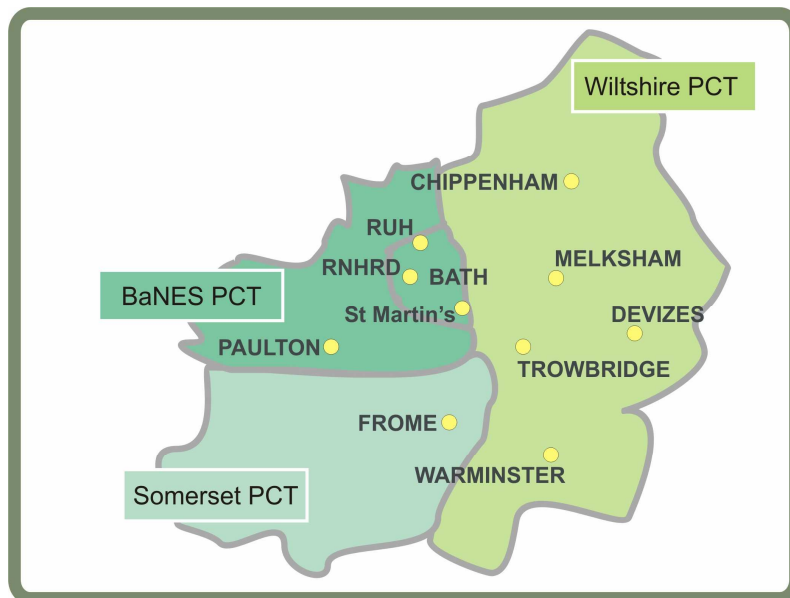 Wiltshire PCT
CHIPPENHAM
RUH
RNHRD
BATH
MELKSHAM
BaNES PCT
St Martin's
DEVIZES
PAULTON
TROWBRIDGE
FROME
WARMINSTER
Somerset PCT